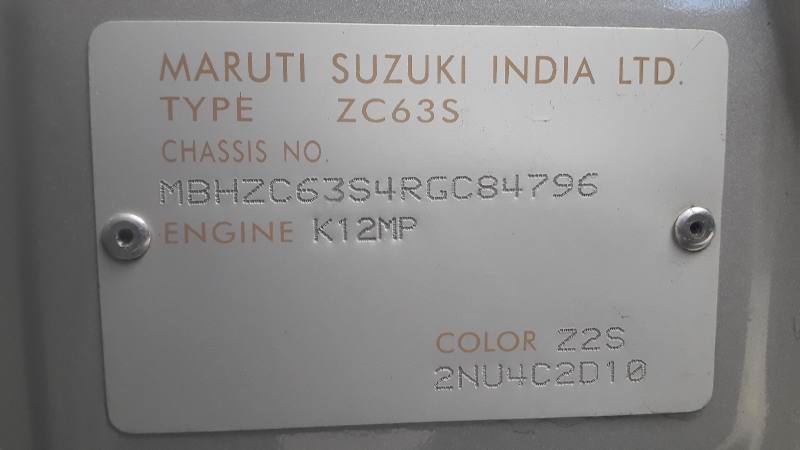 MARUTI SUZUKI INDIA LTD.
TYPE ZC63S
CHASSIS NO.
MBHZC63S4RGC84796
ENGINE K12MP
COLOR Z2S
2NU4C2D10